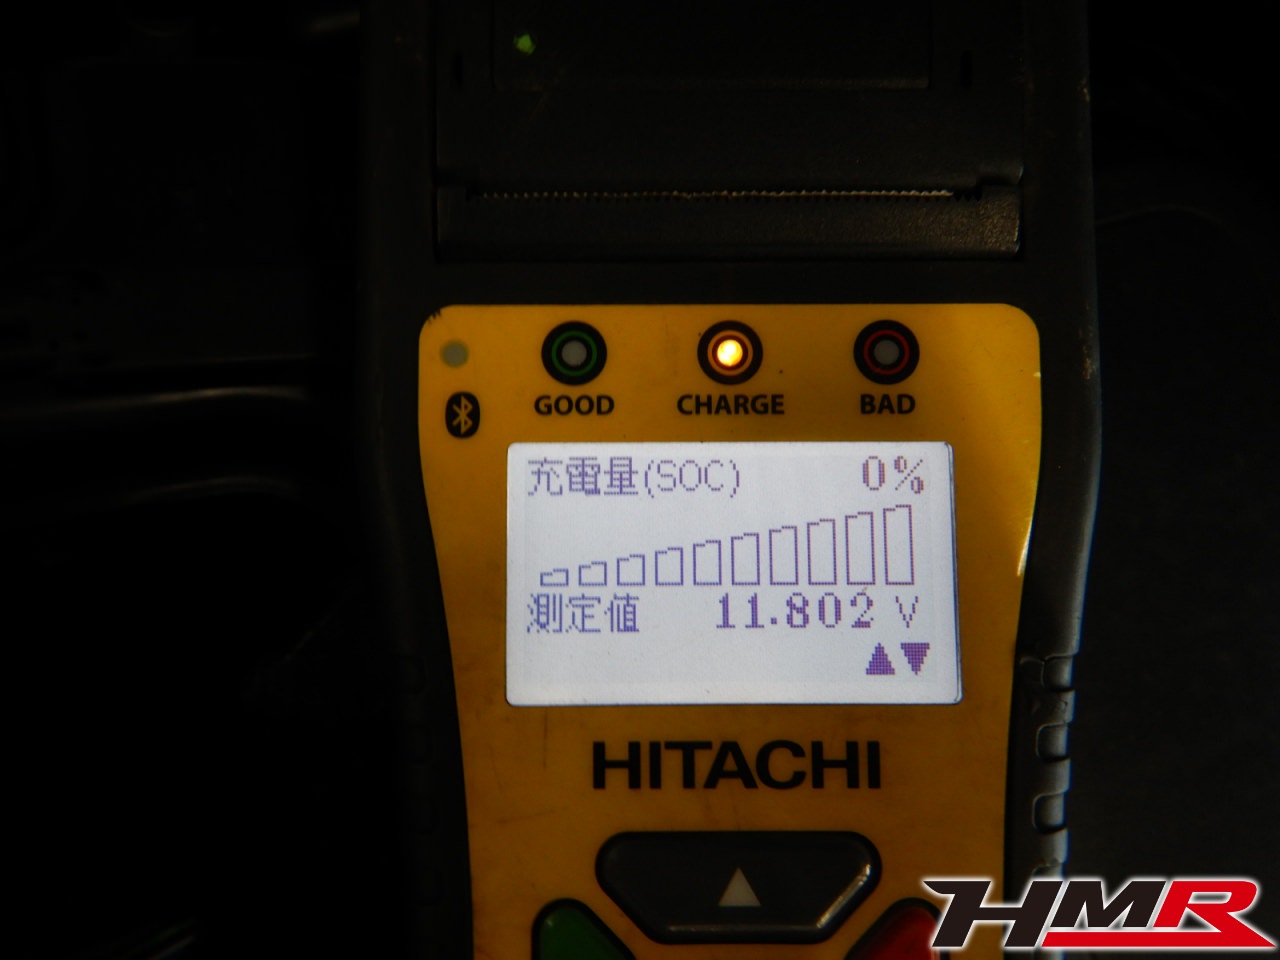 GOOD CHARGE BAD
充電量(SOC) 0%
測定値 11.802 V
HITACHI
HMR